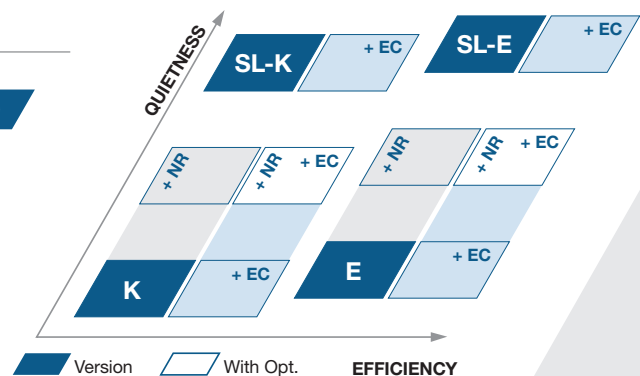 QUIETNESS
SL-K
+ EC
SL-E
+ EC
+ NR
+ NR
+ EC
+ NR
+ NR
+ EC
K
+ EC
E
+ EC
Version
With Opt.
EFFICIENCY